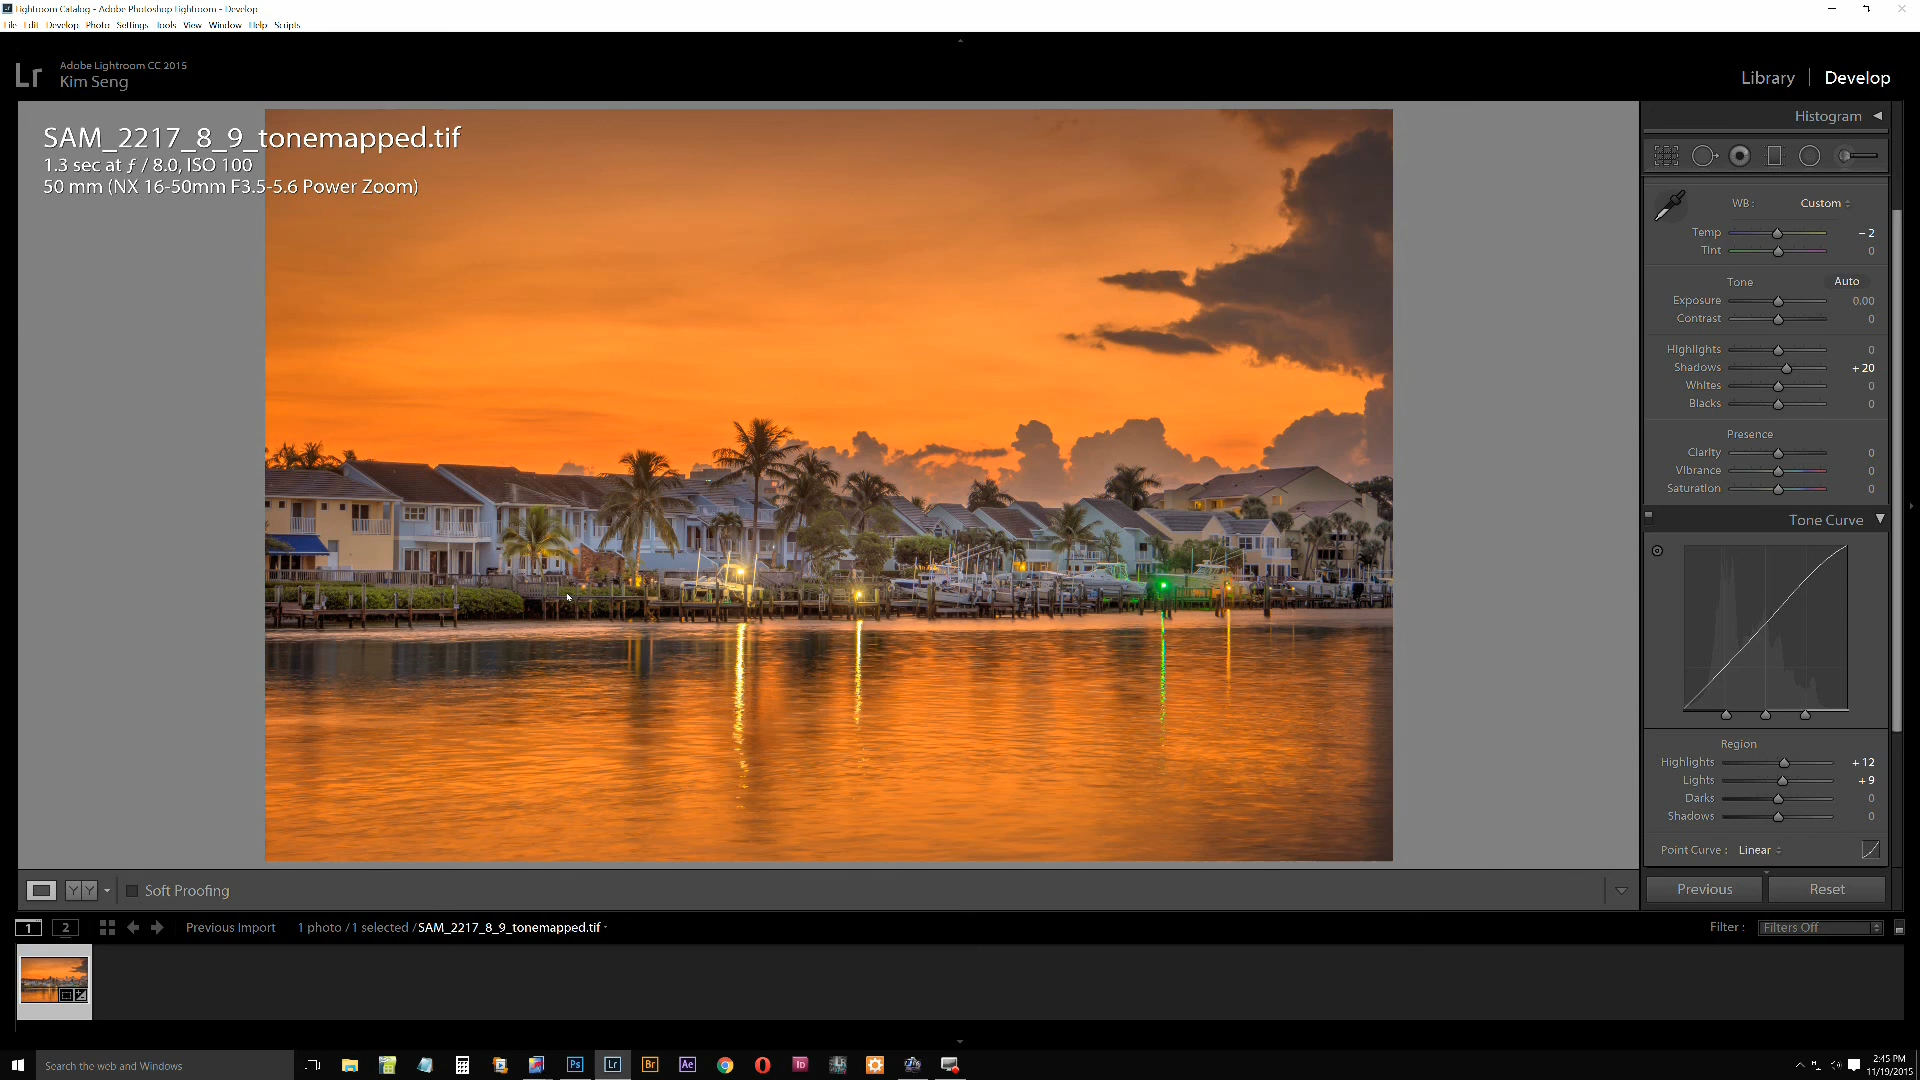 Lightroom Catalog - Adobe Photoshop Lightroom - Develop
File Edit Develop Photo Settings Tools View Window Help Scripts
Lr
Adobe Lightroom CC 2015
Kim Seng
Library | Develop
SAM_2217_8_9_tonemapped.tif
1.3 sec at ƒ / 8.0, ISO 100
50 mm (NX 16-50mm F3.5-5.6 Power Zoom)
Histogram
WB : Custom
Temp - 2
Tint 0
Tone Auto
Exposure 0.00
Contrast 0
Highlights 0
Shadows + 20
Whites 0
Blacks 0
Presence
Clarity 0
Vibrance 0
Saturation 0
Tone Curve
Region
Highlights + 12
Lights + 9
Darks 0
Shadows 0
Point Curve : Linear
Y Y Soft Proofing
Previous Reset
1 2 Previous Import 1 photo / 1 selected / SAM_2217_8_9_tonemapped.tif
Filter : Filters Off
Search the web and Windows
Ps Lr Br Ae Id
2:45 PM
11/19/2015